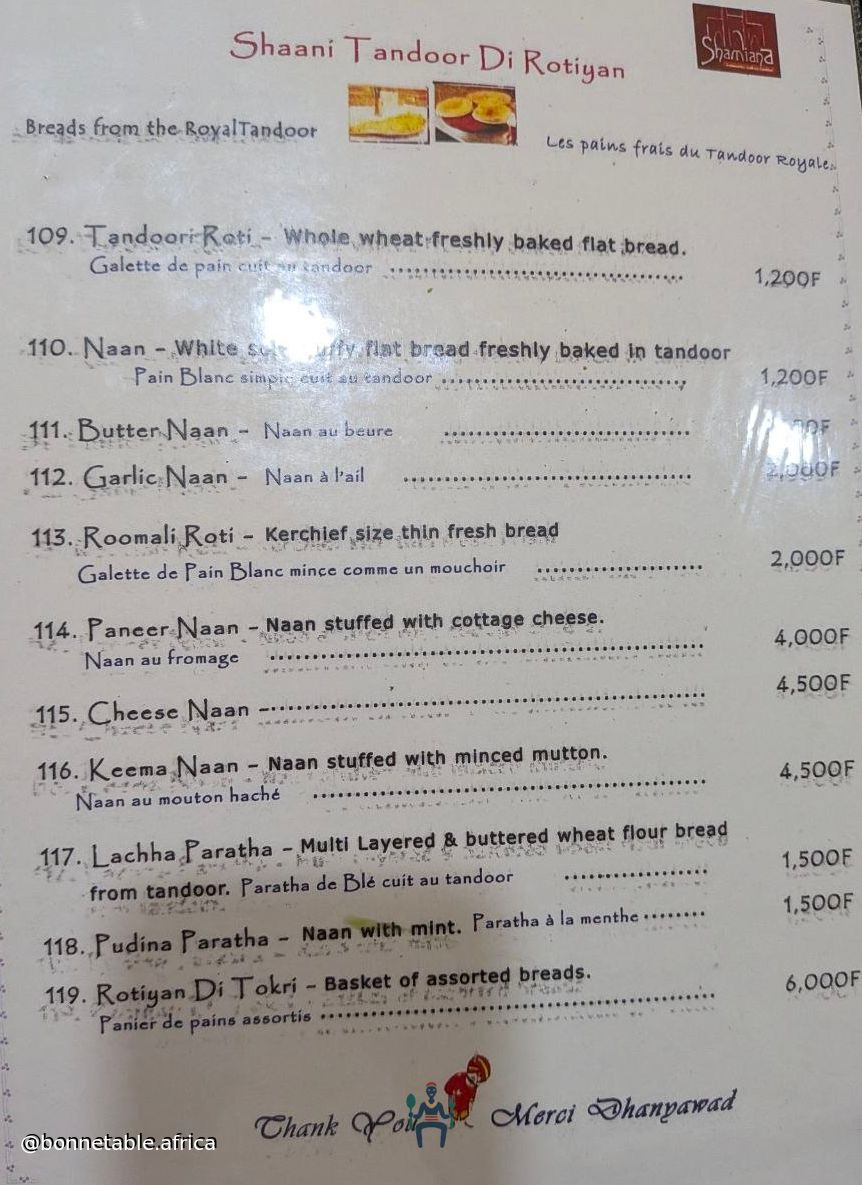 Shamiana
Shaani Tandoor Di Rotiyan
Breads from the RoyalTandoor
Les pains frais du Tandoor Royale.
109. Tandoori Roti - Whole wheat freshly baked flat bread.
Galette de pain cuit au tandoor ........................................ 1,200F
110. Naan - White flat bread freshly baked in tandoor
Pain Blanc simple cuit au tandoor ................................. 1,200F
111. Butter Naan - Naan au beure .................................
112. Garlic Naan - Naan à l'ail ....................................... 2,000F
113. Roomali Roti - Kerchief size thin fresh bread
Galette de Pain Blanc mince comme un mouchoir ...................... 2,000F
114. Paneer Naan - Naan stuffed with cottage cheese.
Naan au fromage .......................................................... 4,000F
115. Cheese Naan -............................................................ 4,500F
116. Keema Naan - Naan stuffed with minced mutton.
Naan au mouton haché .................................................... 4,500F
117. Lachha Paratha - Multi Layered & buttered wheat flour bread
from tandoor. Paratha de Blé cuit au tandoor ................... 1,500F
118. Pudina Paratha - Naan with mint. Paratha à la menthe ........ 1,500F
119. Rotiyan Di Tokri - Basket of assorted breads.
Panier de pains assortis ...................................................... 6,000F
Thank You Merci Dhanyawad
@bonnetable.africa